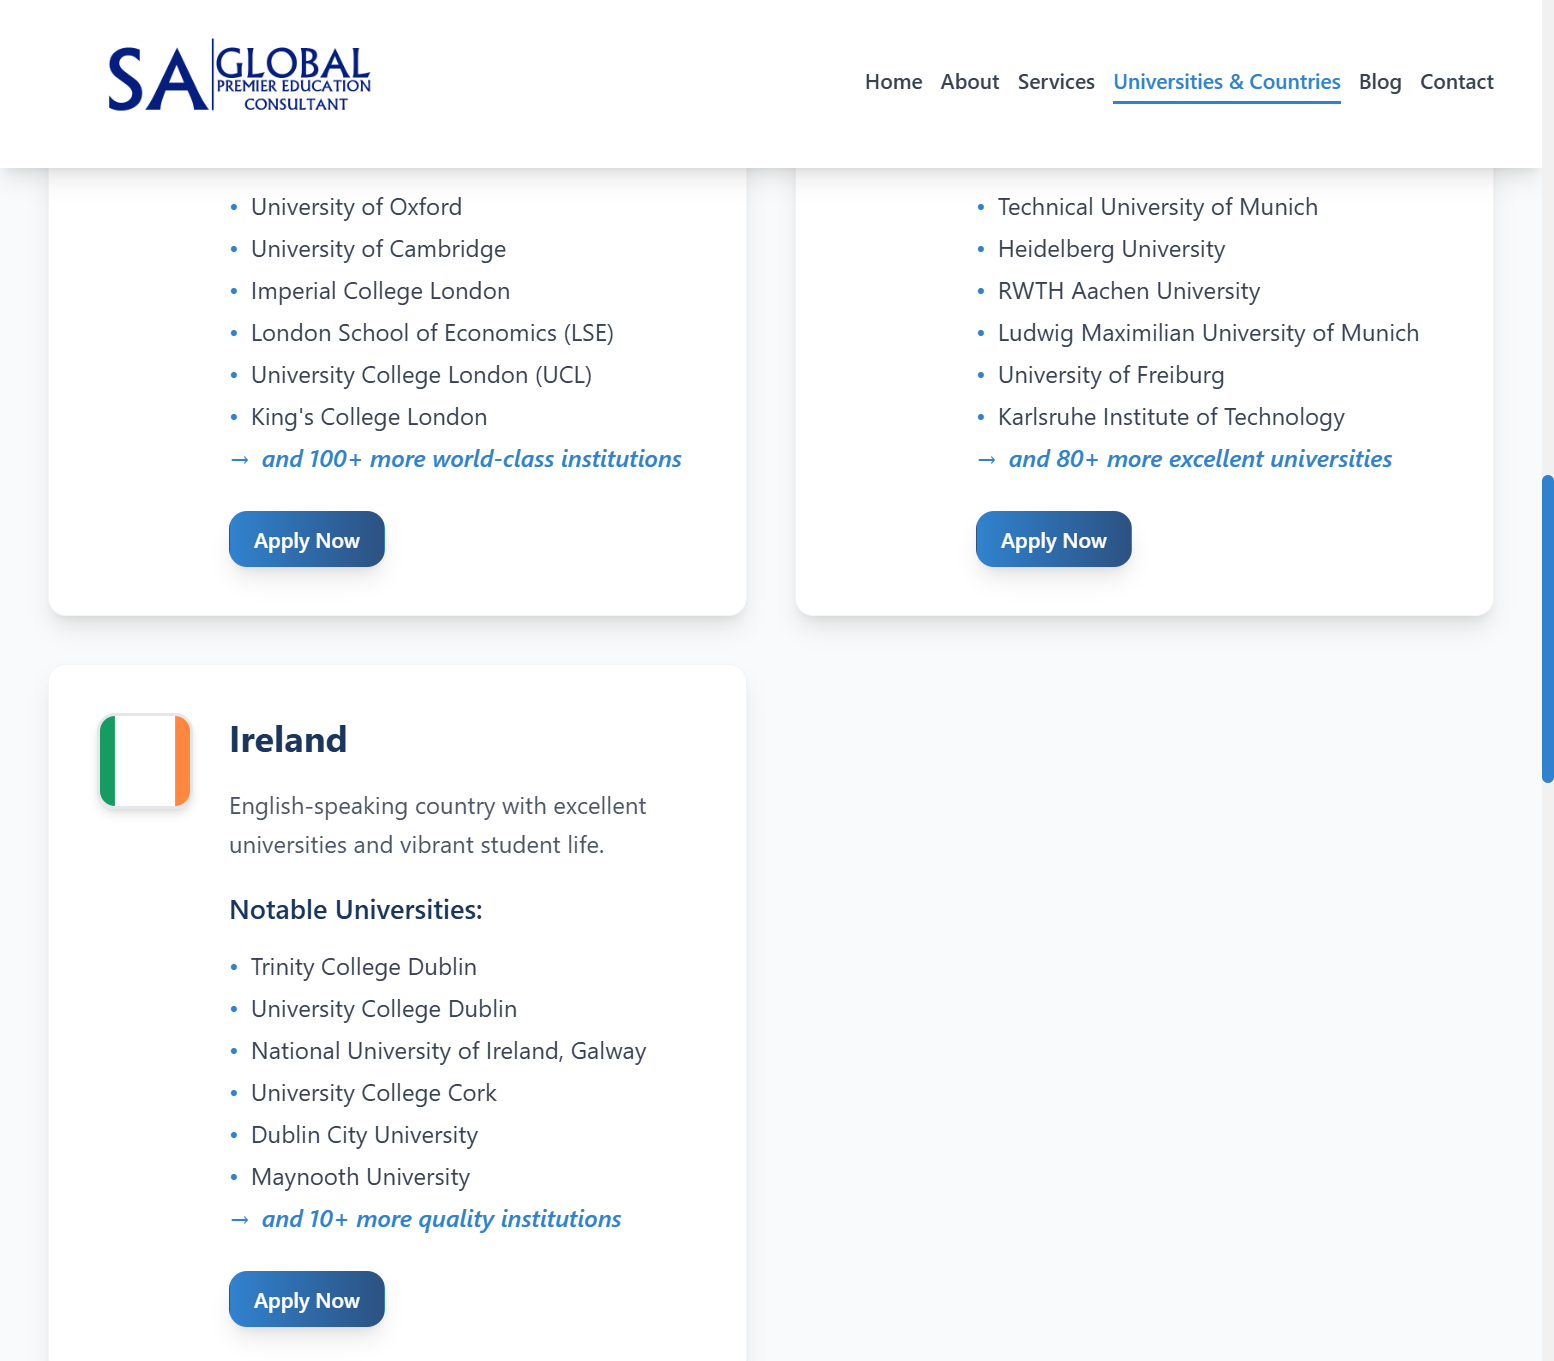 SA GLOBAL
PREMIER EDUCATION
CONSULTANT
Home About Services Universities & Countries Blog Contact
• University of Oxford
• University of Cambridge
• Imperial College London
• London School of Economics (LSE)
• University College London (UCL)
• King's College London
→ and 100+ more world-class institutions
Apply Now
• Technical University of Munich
• Heidelberg University
• RWTH Aachen University
• Ludwig Maximilian University of Munich
• University of Freiburg
• Karlsruhe Institute of Technology
→ and 80+ more excellent universities
Apply Now
Ireland
English-speaking country with excellent
universities and vibrant student life.
Notable Universities:
• Trinity College Dublin
• University College Dublin
• National University of Ireland, Galway
• University College Cork
• Dublin City University
• Maynooth University
→ and 10+ more quality institutions
Apply Now